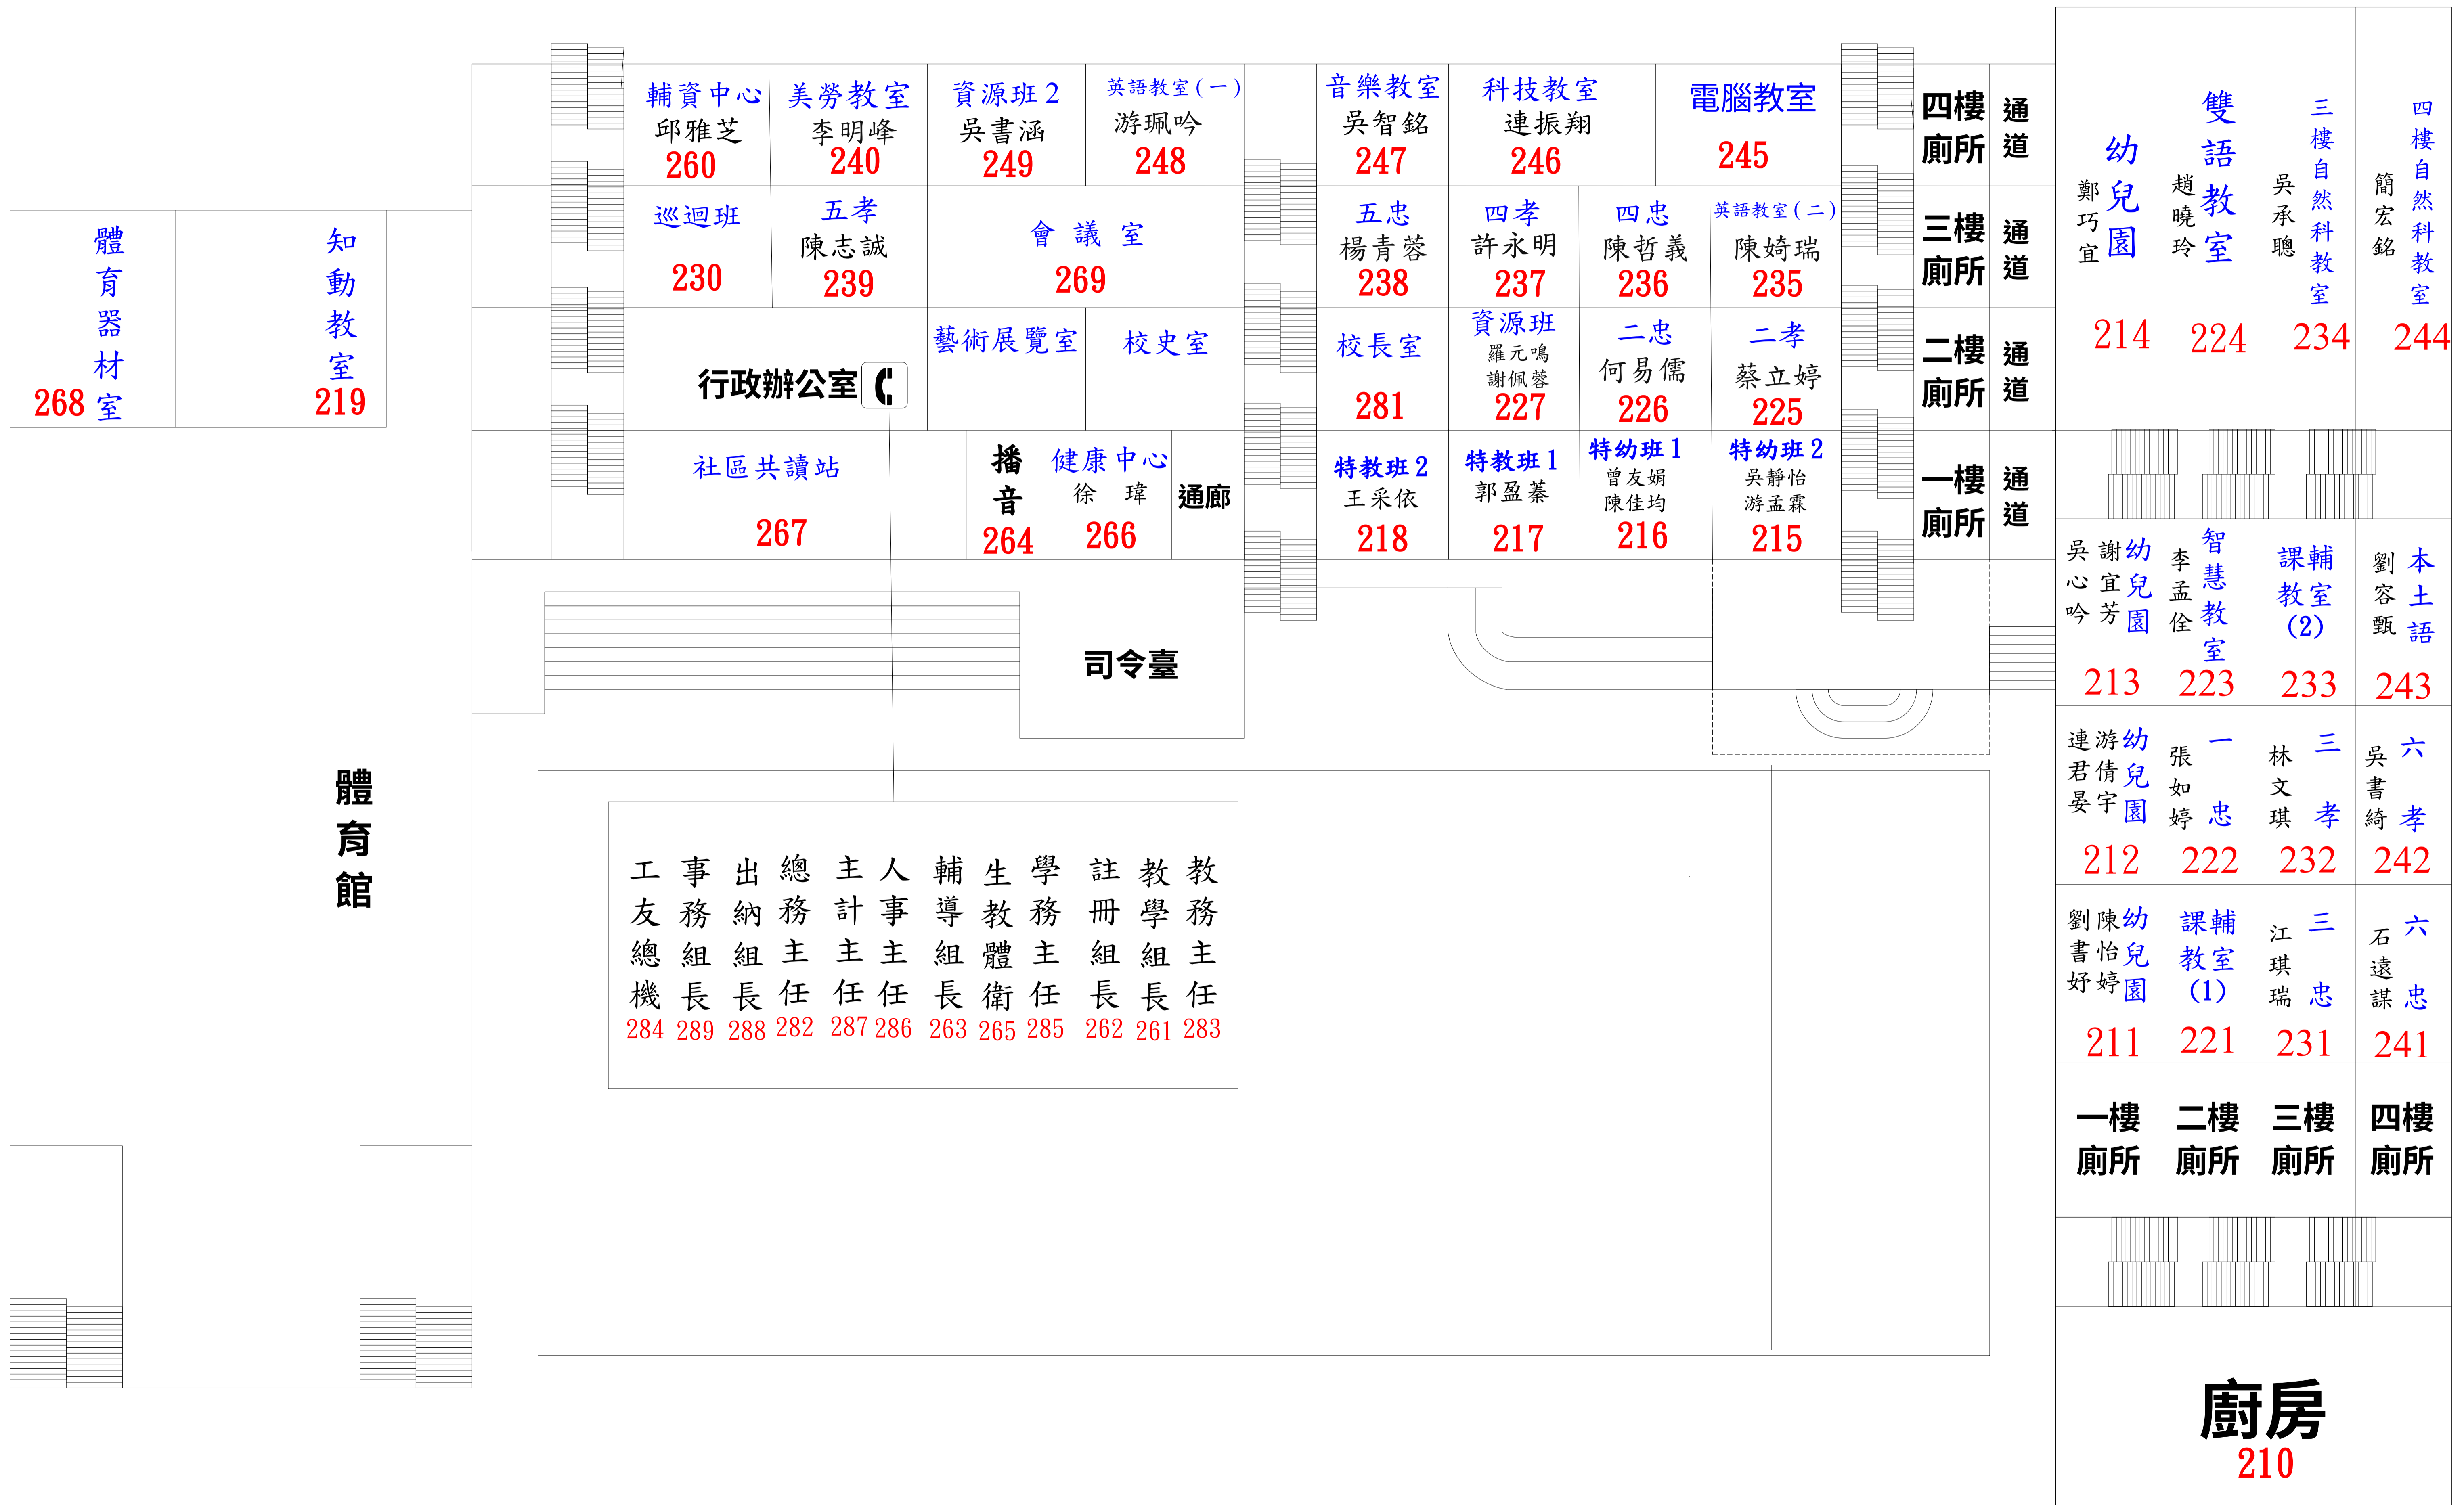 輔資中心
邱雅芝
260
美勞教室
李明峰
240
資源班2
吳書涵
249
英語教室(一)
游珮吟
248
音樂教室
吳智銘
247
科技教室
連振翔
246
電腦教室
245
四樓
廁所
通道
巡迴班
230
五孝
陳志誠
239
會議室
269
五忠
楊青蓉
238
四孝
許永明
237
四忠
陳哲義
236
英語教室(二)
陳婍瑞
235
三樓
廁所
通道
行政辦公室
藝術展覽室
校史室
校長室
281
資源班
羅元鳴
謝佩蓉
227
二忠
何易儒
226
二孝
蔡立婷
225
二樓
廁所
通道
社區共讀站
267
播音
264
健康中心
徐 瑋
266
通廊
特教班2
王采依
218
特教班1
郭盈蓁
217
特幼班1
曾友娟
陳佳均
216
特幼班2
吳靜怡
游孟霖
215
一樓
廁所
通道
體育器材室
268
知動教室
219
體育館
司令臺
幼兒園
鄭巧宜
214
雙語教室
趙曉玲
224
三樓自然科教室
吳承聰
234
四樓自然科教室
簡宏銘
244
幼兒園
謝宜芳
吳心吟
213
智慧教室
李孟佺
223
課輔
教室
(2)
233
本土語
劉容甄
243
幼兒園
游倩宇
連君晏
212
一忠
張如婷
222
三孝
林文琪
232
六孝
吳書綺
242
幼兒園
陳怡婷
劉書妤
211
課輔
教室
(1)
221
三忠
江琪瑞
231
六忠
石遠謀
241
一樓
廁所
二樓
廁所
三樓
廁所
四樓
廁所
廚房
210
工友總機
284
事務組長
289
出納組長
288
總務主任
282
主計主任
287
人事主任
286
輔導組長
263
生教體衛
265
學務主任
285
註冊組長
262
教學組長
261
教務主任
283